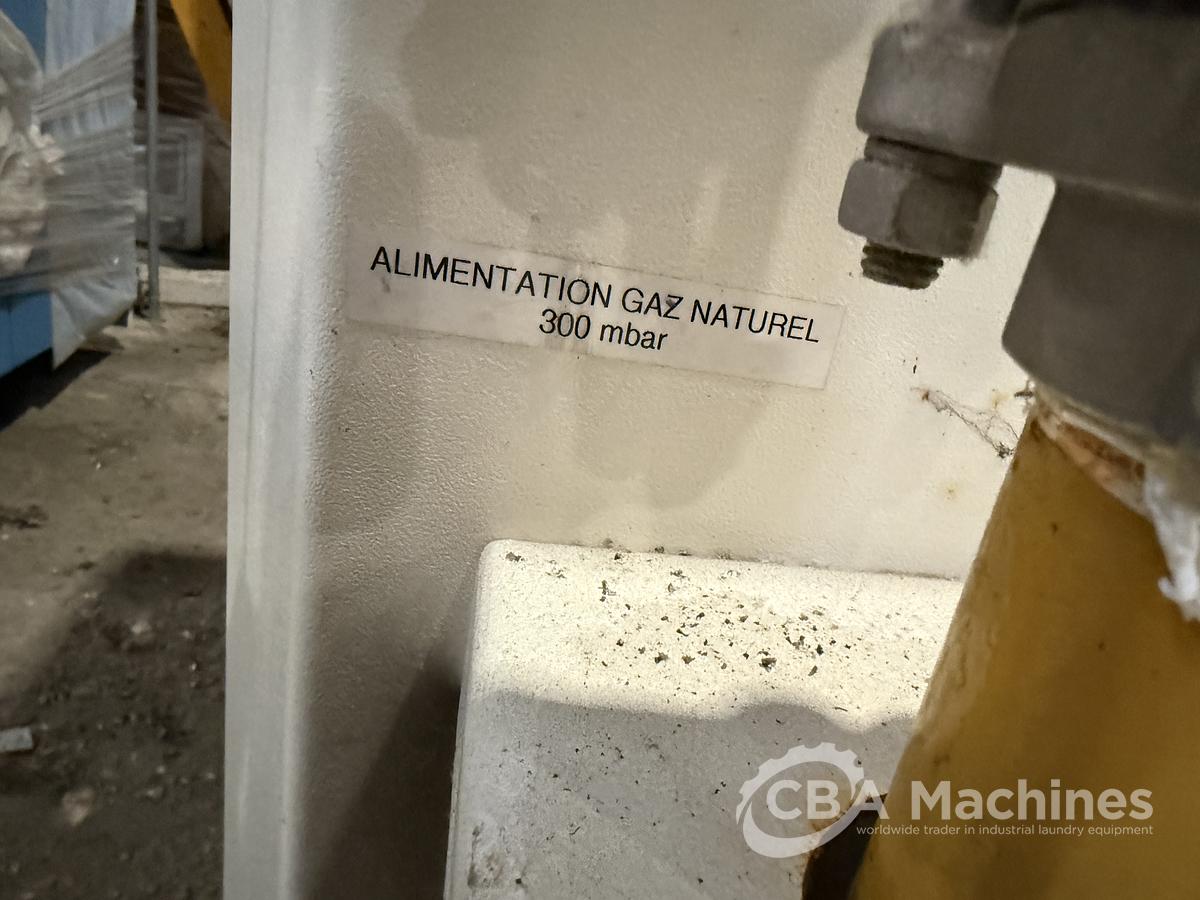 ALIMENTATION GAZ NATUREL
300 mbar
CBA Machines
worldwide trader in industrial laundry equipment